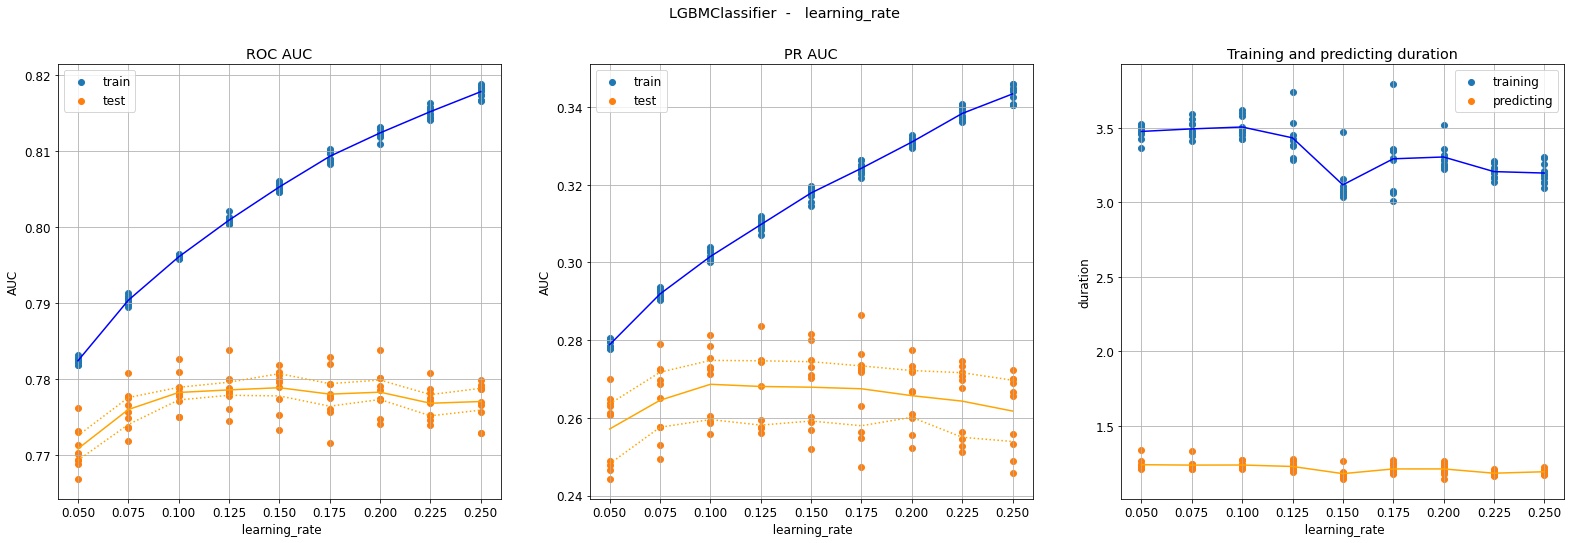 LGBMClassifier  -   learning_rate
ROC AUC
train
test
AUC
0.82
0.81
0.80
0.79
0.78
0.77
0.050 0.075 0.100 0.125 0.150 0.175 0.200 0.225 0.250
learning_rate
PR AUC
train
test
AUC
0.34
0.32
0.30
0.28
0.26
0.24
0.050 0.075 0.100 0.125 0.150 0.175 0.200 0.225 0.250
learning_rate
Training and predicting duration
training
predicting
duration
3.5
3.0
2.5
2.0
1.5
0.050 0.075 0.100 0.125 0.150 0.175 0.200 0.225 0.250
learning_rate